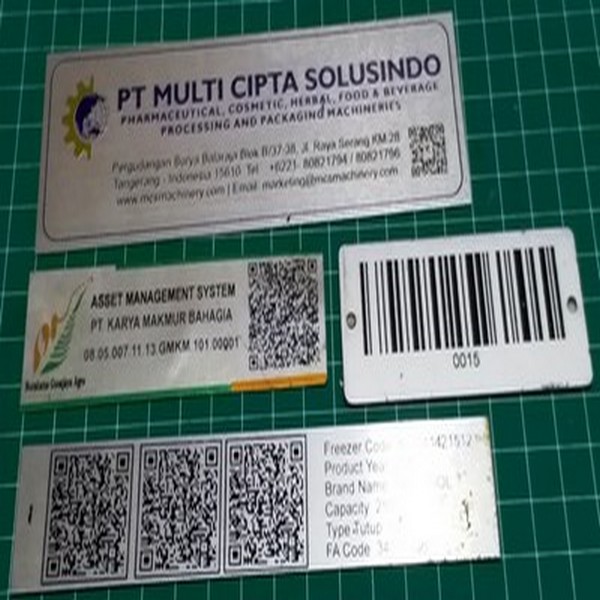 PT MULTI CIPTA SOLUSINDO
PHARMACEUTICAL, COSMETIC, HERBAL, FOOD & BEVERAGE
PROCESSING AND PACKAGING MACHINERIES
Pergudangan Surya Balaraja Blok B/37-38, Jl. Raya Serang KM.28
Tangerang - Indonesia 15610 Tel +6221- 80821794 / 80821796
www.mcsmachinery.com | Email: marketing@mcsmachinery.com
ASSET MANAGEMENT SYSTEM
PT. KARYA MAKMUR BAHAGIA
08.05.007.11.13.GMKM.101.00001
0015
Freezer Code
Product Year
Brand Name
Capacity
Type Tutup
FA Code